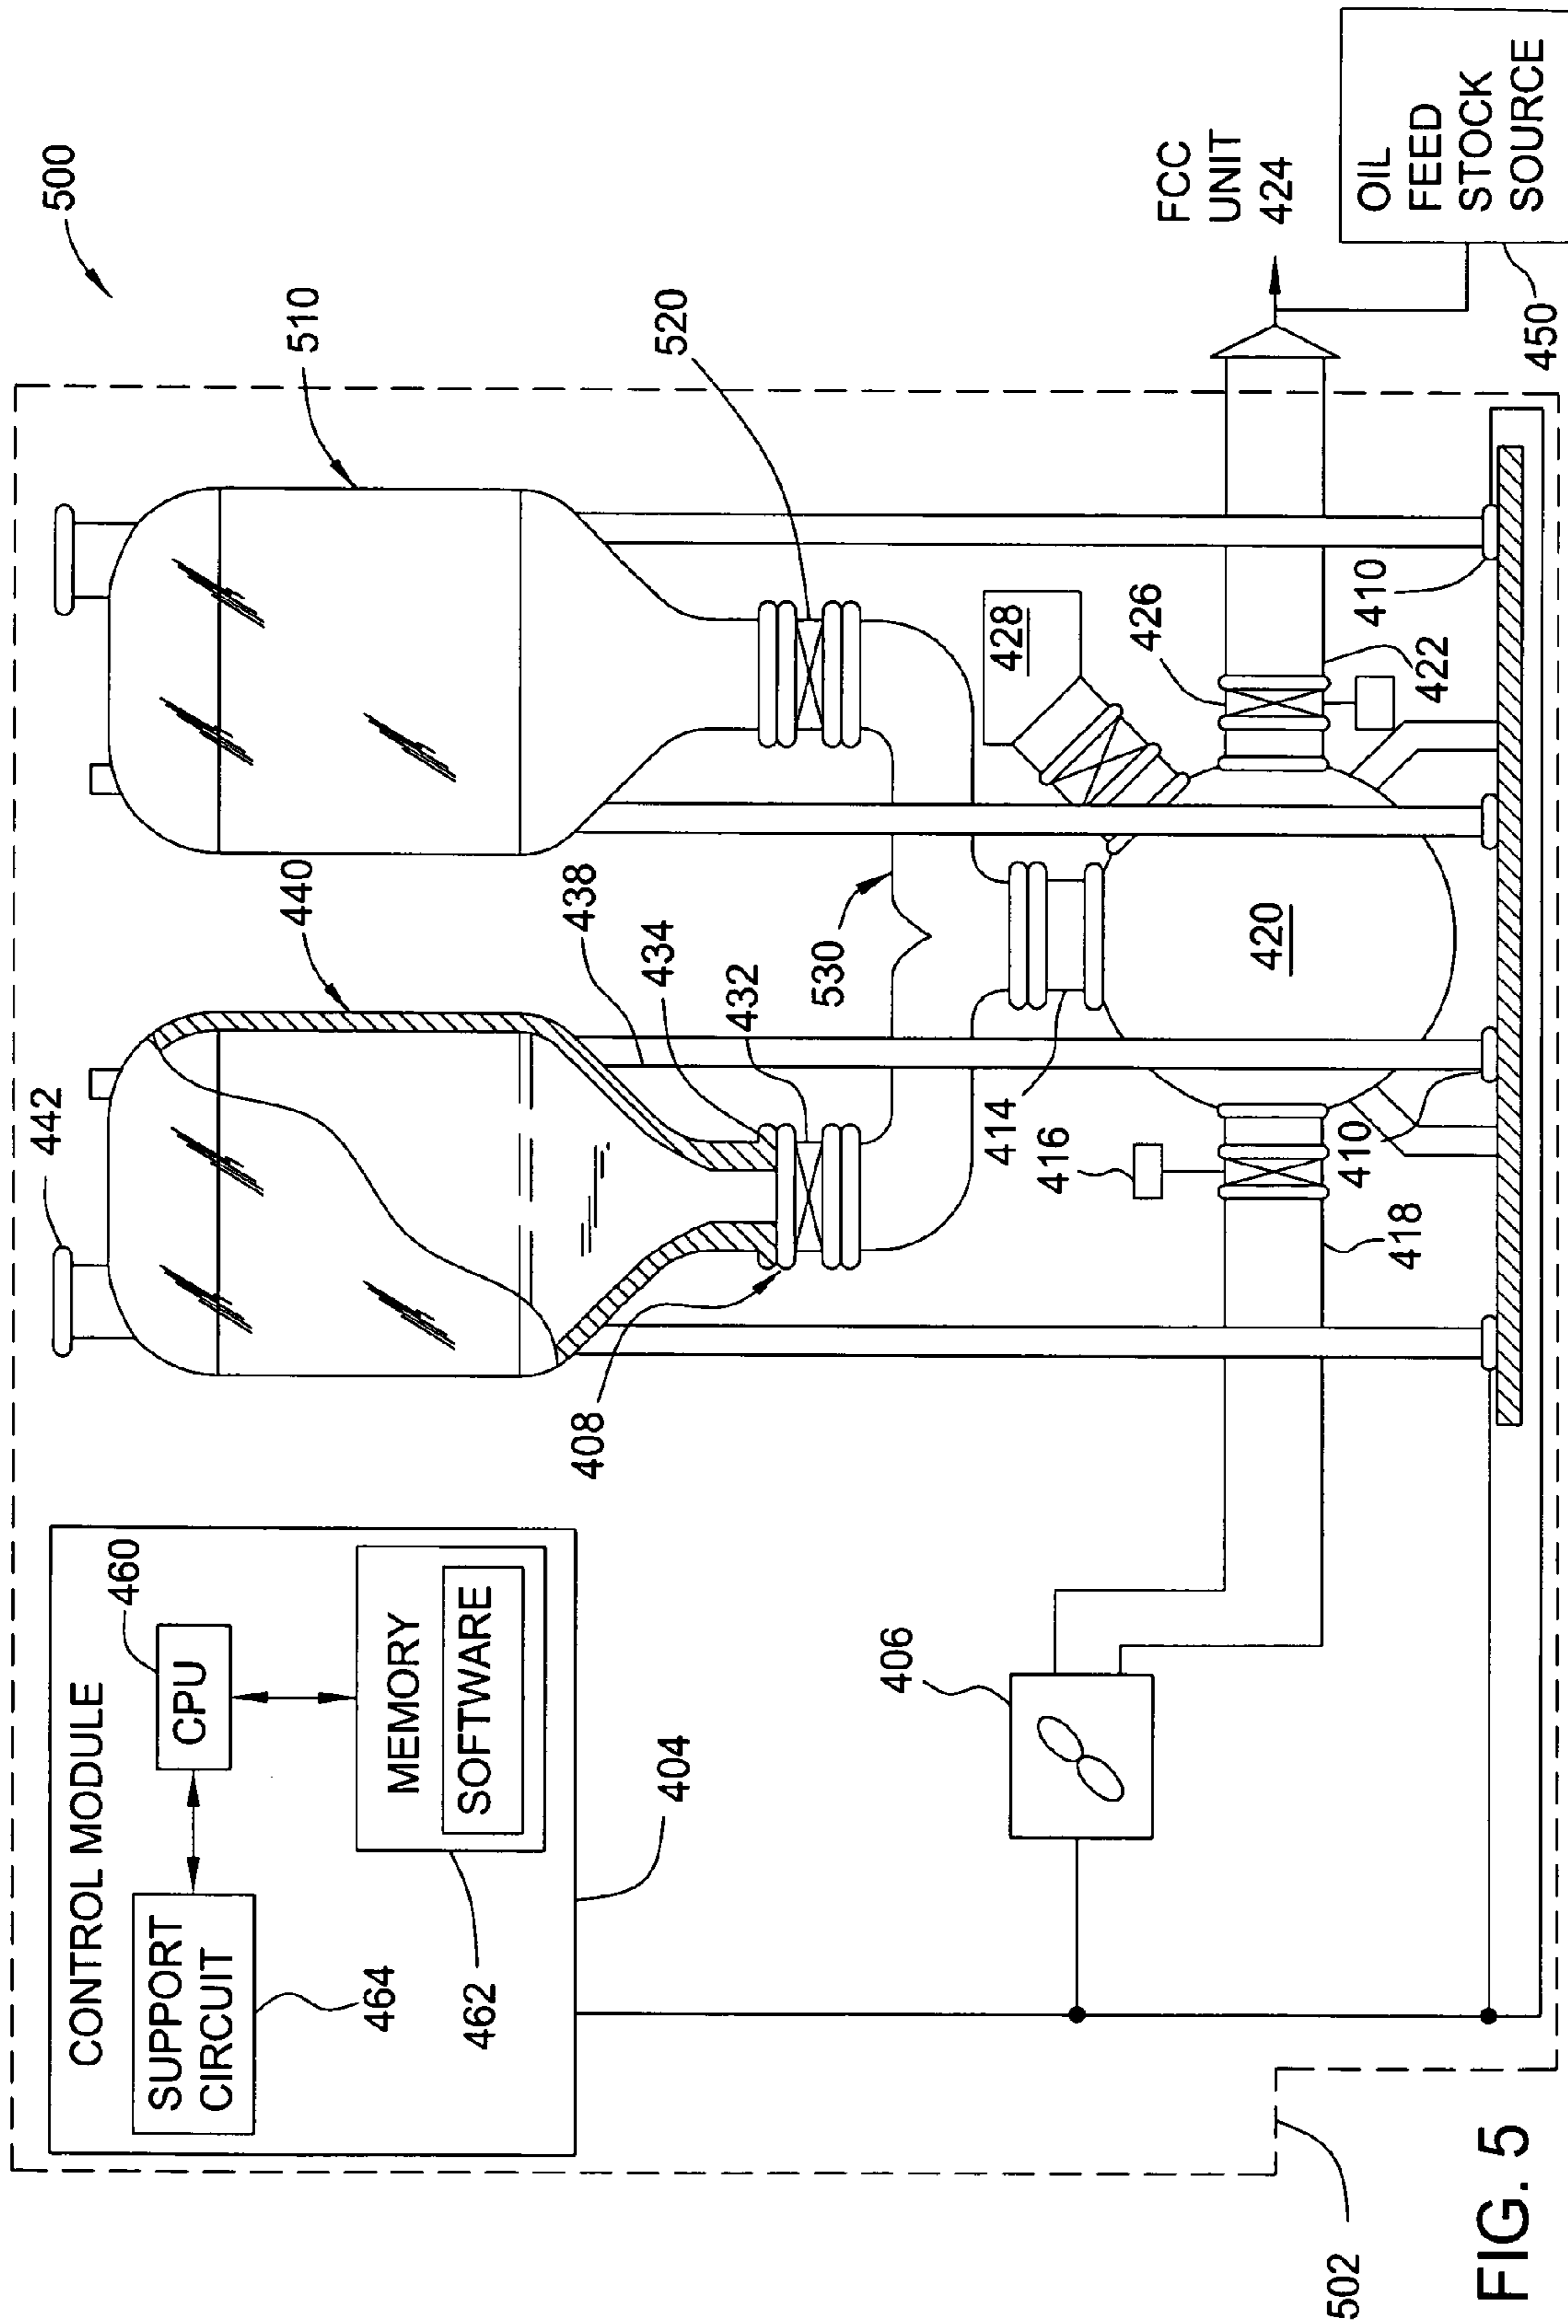 500
CONTROL MODULE
SUPPORT
CIRCUIT
464
CPU
460
MEMORY
SOFTWARE
462
404
442
440
510
408
434
438
432
520
530
406
416
414
418
410
420
428
426
422
410
FCC
UNIT
424
OIL
FEED
STOCK
SOURCE
450
502
FIG. 5